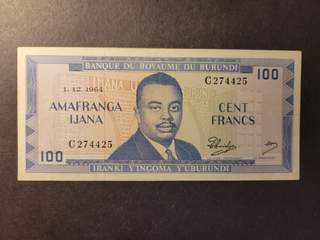 BANQUE DU ROYAUME DU BURUNDI
100
C274425
100
1.12.1964
AMAFRANGA
IJANA
CENT
FRANCS
C274425
100
IBANKI Y'INGOMA Y'UBURUNDI